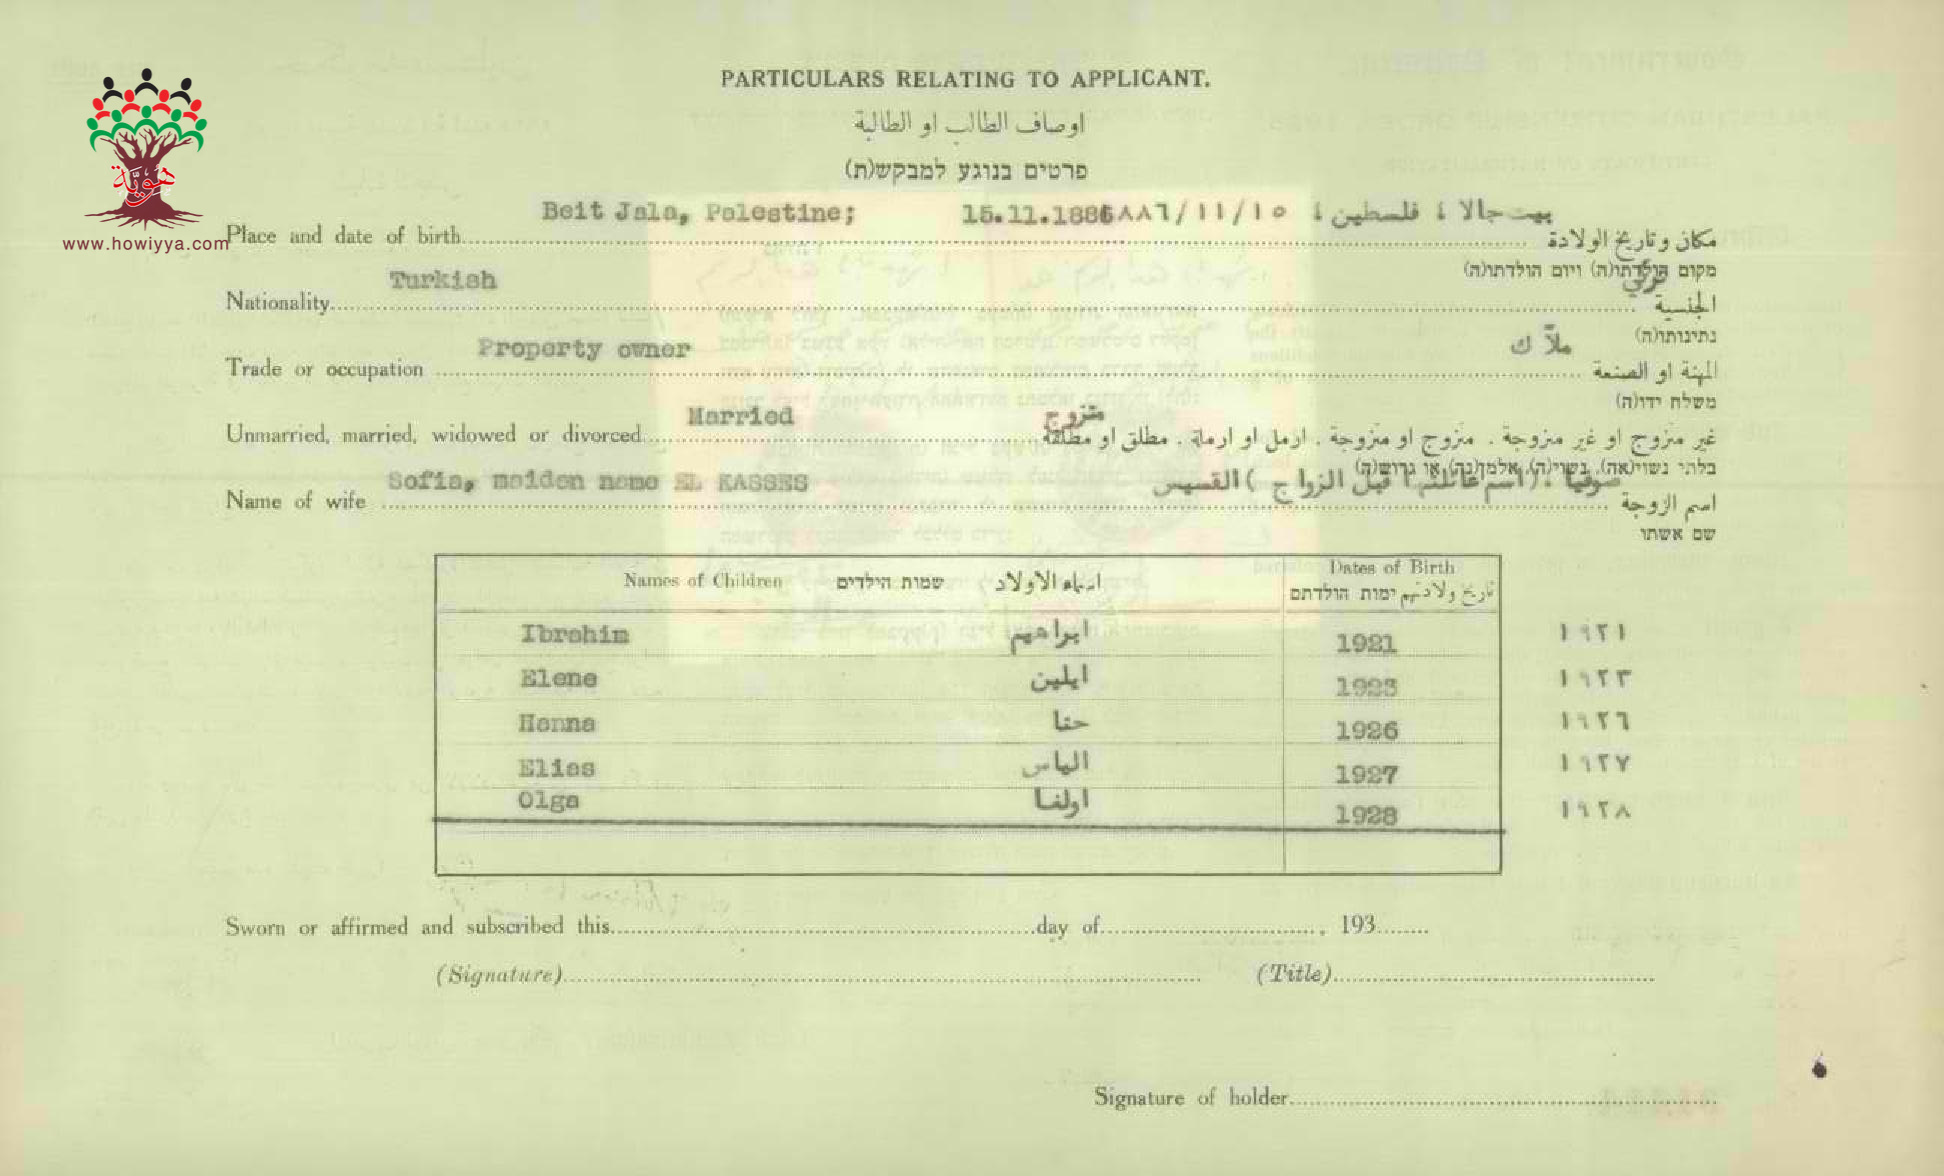 PARTICULARS RELATING TO APPLICANT.
اوصاف الطالب او الطالبة
פרטים בנוגע למבקש(ת)
هوية
www.howiyya.com
Beit Jala, Palestine; 15.11.1886 بيت جالا ، فلسطين ، ١٨٨٦/١١/١٥
Place and date of birth مكان وتاريخ الولادة
מקום הולדתו(ה) ויום הולדתו(ה)
Turkish تركي
Nationality الجنسية
נתינותו(ה)
Property owner ملاّك
Trade or occupation المهنة او الصنعة
משלח ידו(ה)
Married متزوج
Unmarried, married, widowed or divorced غير متزوج او غير متزوجة . متزوج او متزوجة . ارمل او ارملة . مطلق او مطلقة
בלתי נשוי(אה), נשוי(ה), אלמן(נה) או גרוש(ה)
Sofia, maiden name EL KASSES صوفيا .(اسم عائلتها قبل الزواج) القسيس
Name of wife اسم الزوجة
שם אשתו
Names of Children שמות הילדים اسماء الاولاد Dates of Birth
ימות הולדתם تاريخ ولادتهم
Ibrahim ابراهيم 1921 ١٩٢١
Elene ايلين 1923 ١٩٢٣
Hanna حنا 1926 ١٩٢٦
Elias الياس 1927 ١٩٢٧
Olga اولغا 1928 ١٩٢٨
Sworn or affirmed and subscribed this day of , 193
(Signature) (Title)
Signature of holder